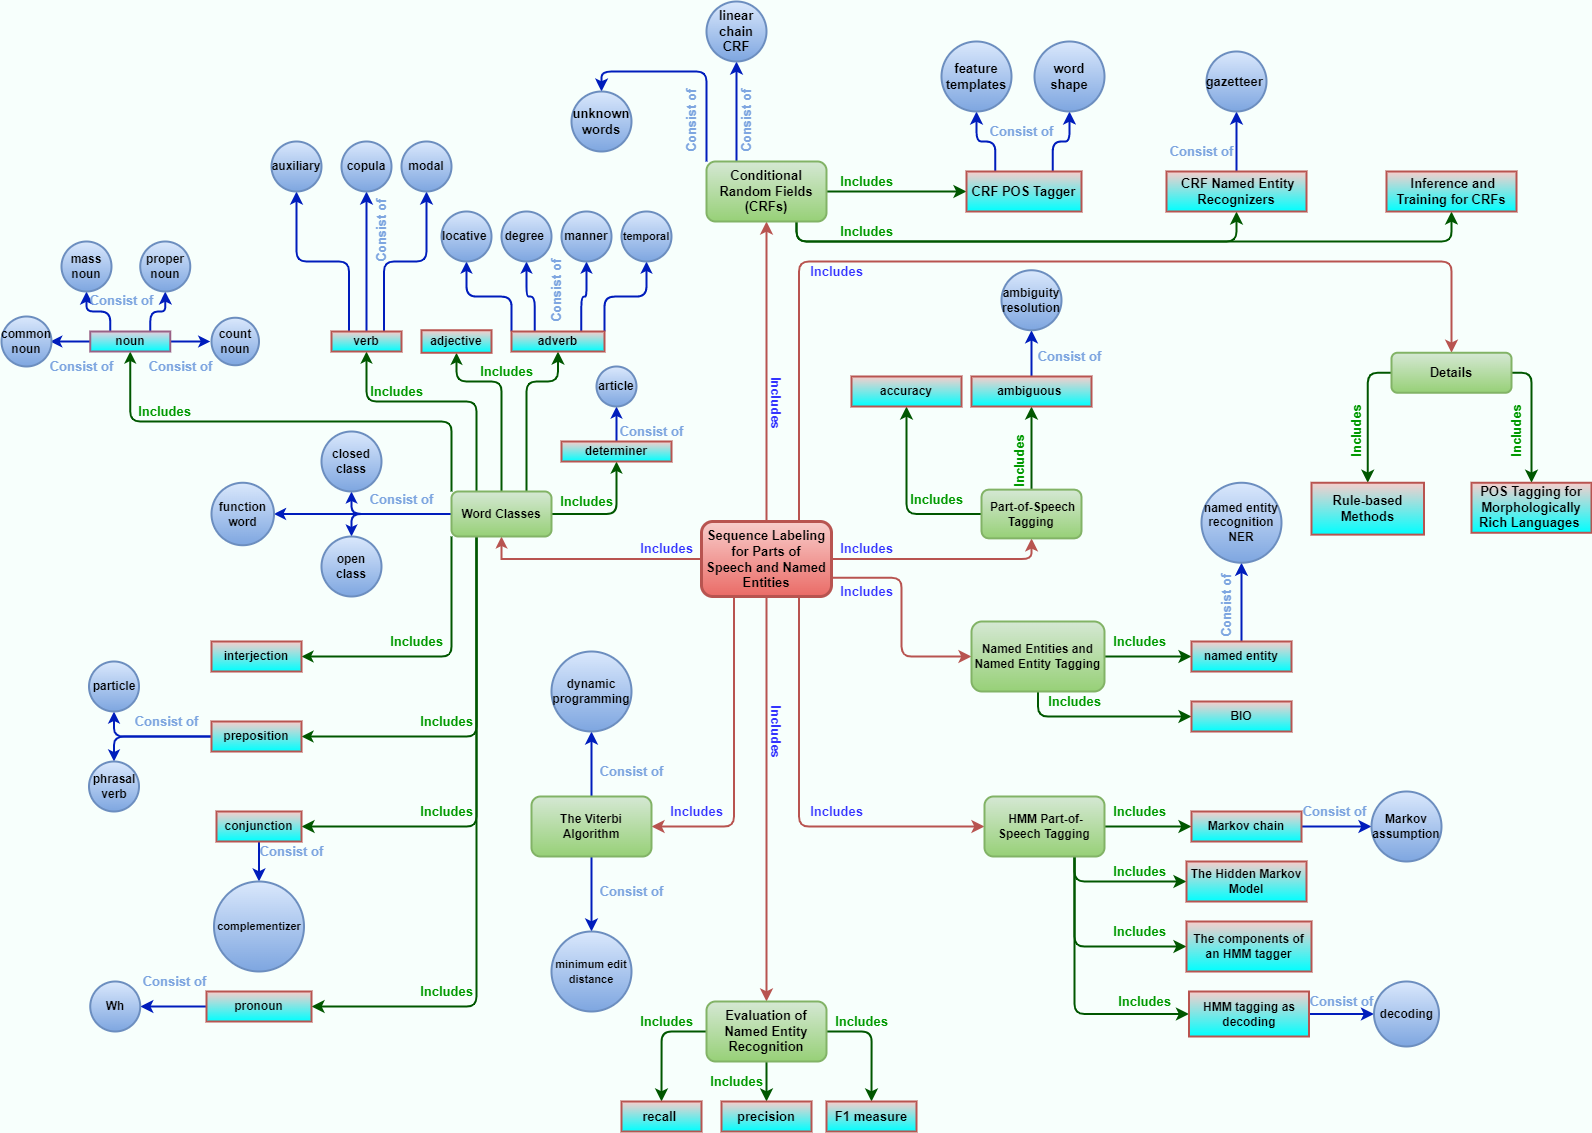 linear
chain
CRF
unknown
words
Consist of
Consist of
feature
templates
word
shape
Consist of
gazetteer
Consist of
Conditional
Random Fields
(CRFs)
Includes
CRF POS Tagger
CRF Named Entity
Recognizers
Inference and
Training for CRFs
Includes
Includes
auxiliary
copula
modal
Consist of
locative
degree
manner
temporal
Consist of
mass
noun
proper
noun
Consist of
common
noun
noun
count
noun
Consist of
Consist of
verb
adjective
adverb
Includes
Includes
Includes
article
Consist of
determiner
Includes
closed
class
function
word
Consist of
open
class
Word Classes
Includes
ambiguity
resolution
Consist of
accuracy
ambiguous
Includes
Includes
Part-of-Speech
Tagging
Includes
Details
Includes
Includes
Rule-based
Methods
POS Tagging for
Morphologically
Rich Languages
Sequence Labeling
for Parts of
Speech and Named
Entities
Includes
Includes
Includes
named entity
recognition
NER
Consist of
Named Entities and
Named Entity Tagging
Includes
named entity
Includes
BIO
interjection
Includes
particle
Consist of
preposition
Includes
phrasal
verb
conjunction
Includes
Consist of
complementizer
Wh
Consist of
pronoun
Includes
dynamic
programming
Consist of
The Viterbi
Algorithm
Includes
Consist of
minimum edit
distance
Includes
Includes
HMM Part-of-
Speech Tagging
Includes
Markov chain
Consist of
Markov
assumption
Includes
The Hidden Markov
Model
Includes
The components of
an HMM tagger
Includes
HMM tagging as
decoding
Consist of
decoding
Evaluation of
Named Entity
Recognition
Includes
Includes
Includes
recall
precision
F1 measure